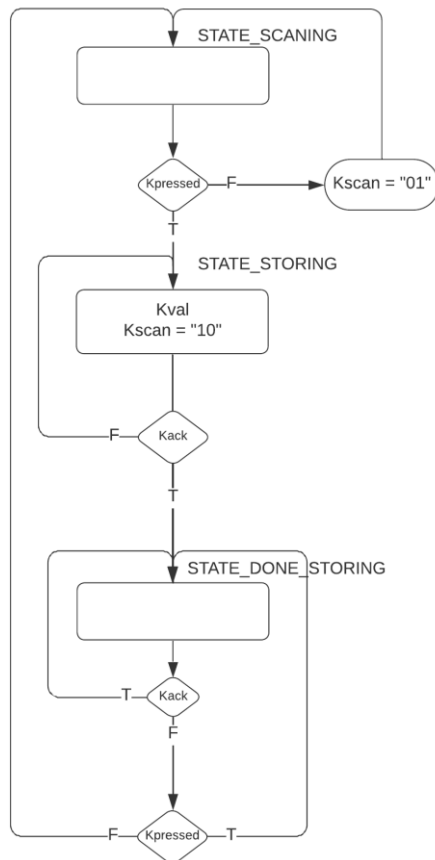 STATE_SCANING
Kpressed
F
Kscan = "01"
T
STATE_STORING
Kval
Kscan = "10"
F
Kack
T
STATE_DONE_STORING
T
Kack
F
F
Kpressed
T